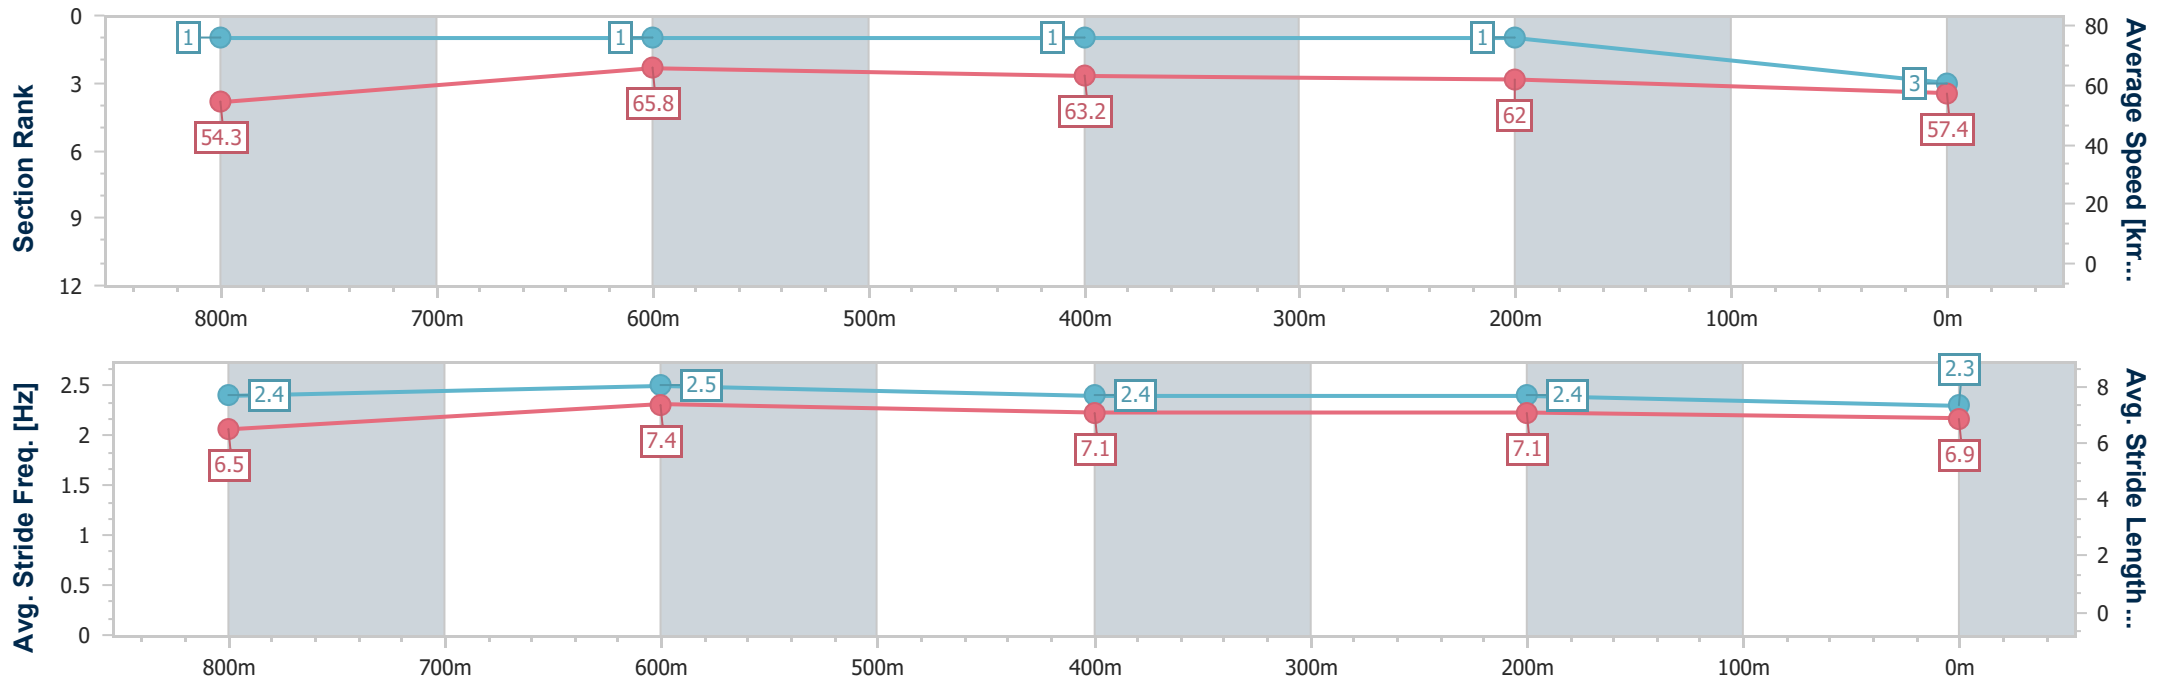 Section Rank
0
3
6
9
12
1
1
1
1
3
54.3
65.8
63.2
62
57.4
80
60
40
20
0
Average Speed [km...
800m
700m
600m
500m
400m
300m
200m
100m
0m
Avg. Stride Freq. [Hz]
2.5
2
1.5
1
0.5
0
2.4
2.5
2.4
2.4
2.3
6.5
7.4
7.1
7.1
6.9
8
6
4
2
0
Avg. Stride Length ...
800m
700m
600m
500m
400m
300m
200m
100m
0m